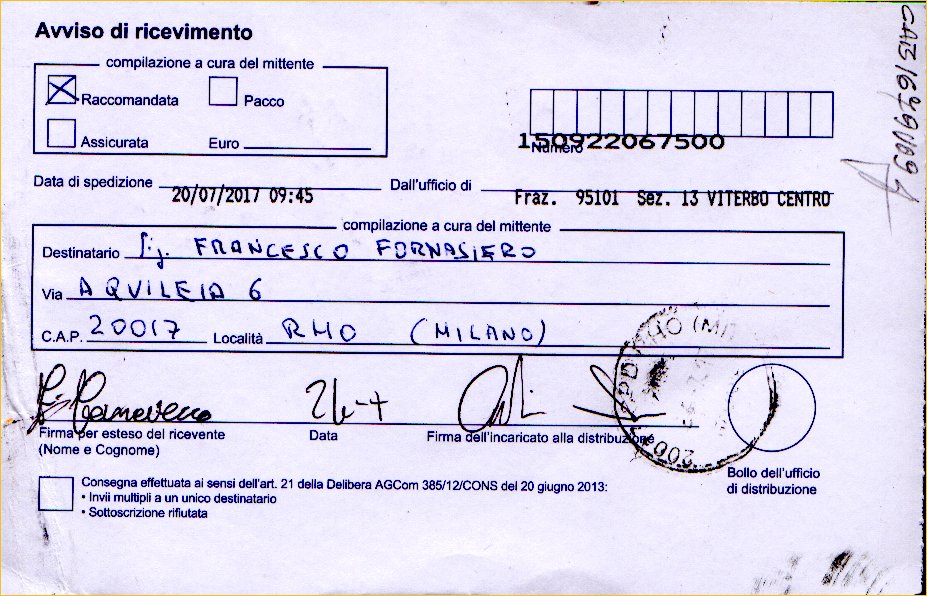 Avviso di ricevimento
compilazione a cura del mittente
Raccomandata Pacco
Assicurata Euro
150922067500
Numero
Data di spedizione 20/07/2017 09:45 Dall'ufficio di Fraz. 95101 Sez. 13 VITERBO CENTRO
compilazione a cura del mittente
Destinatario Sig. FRANCESCO FORNASIERO
Via AQUILEIA 6
C.A.P. 20017 Località RHO (MILANO)
RHO (MI
Firma per esteso del ricevente Data Firma dell'incaricato alla distribuzione
(Nome e Cognome)
Bollo dell'ufficio
di distribuzione
Consegna effettuata ai sensi dell'art. 21 della Delibera AGCom 385/12/CONS del 20 giugno 2013:
• Invii multipli a un unico destinatario
• Sottoscrizione rifiutata